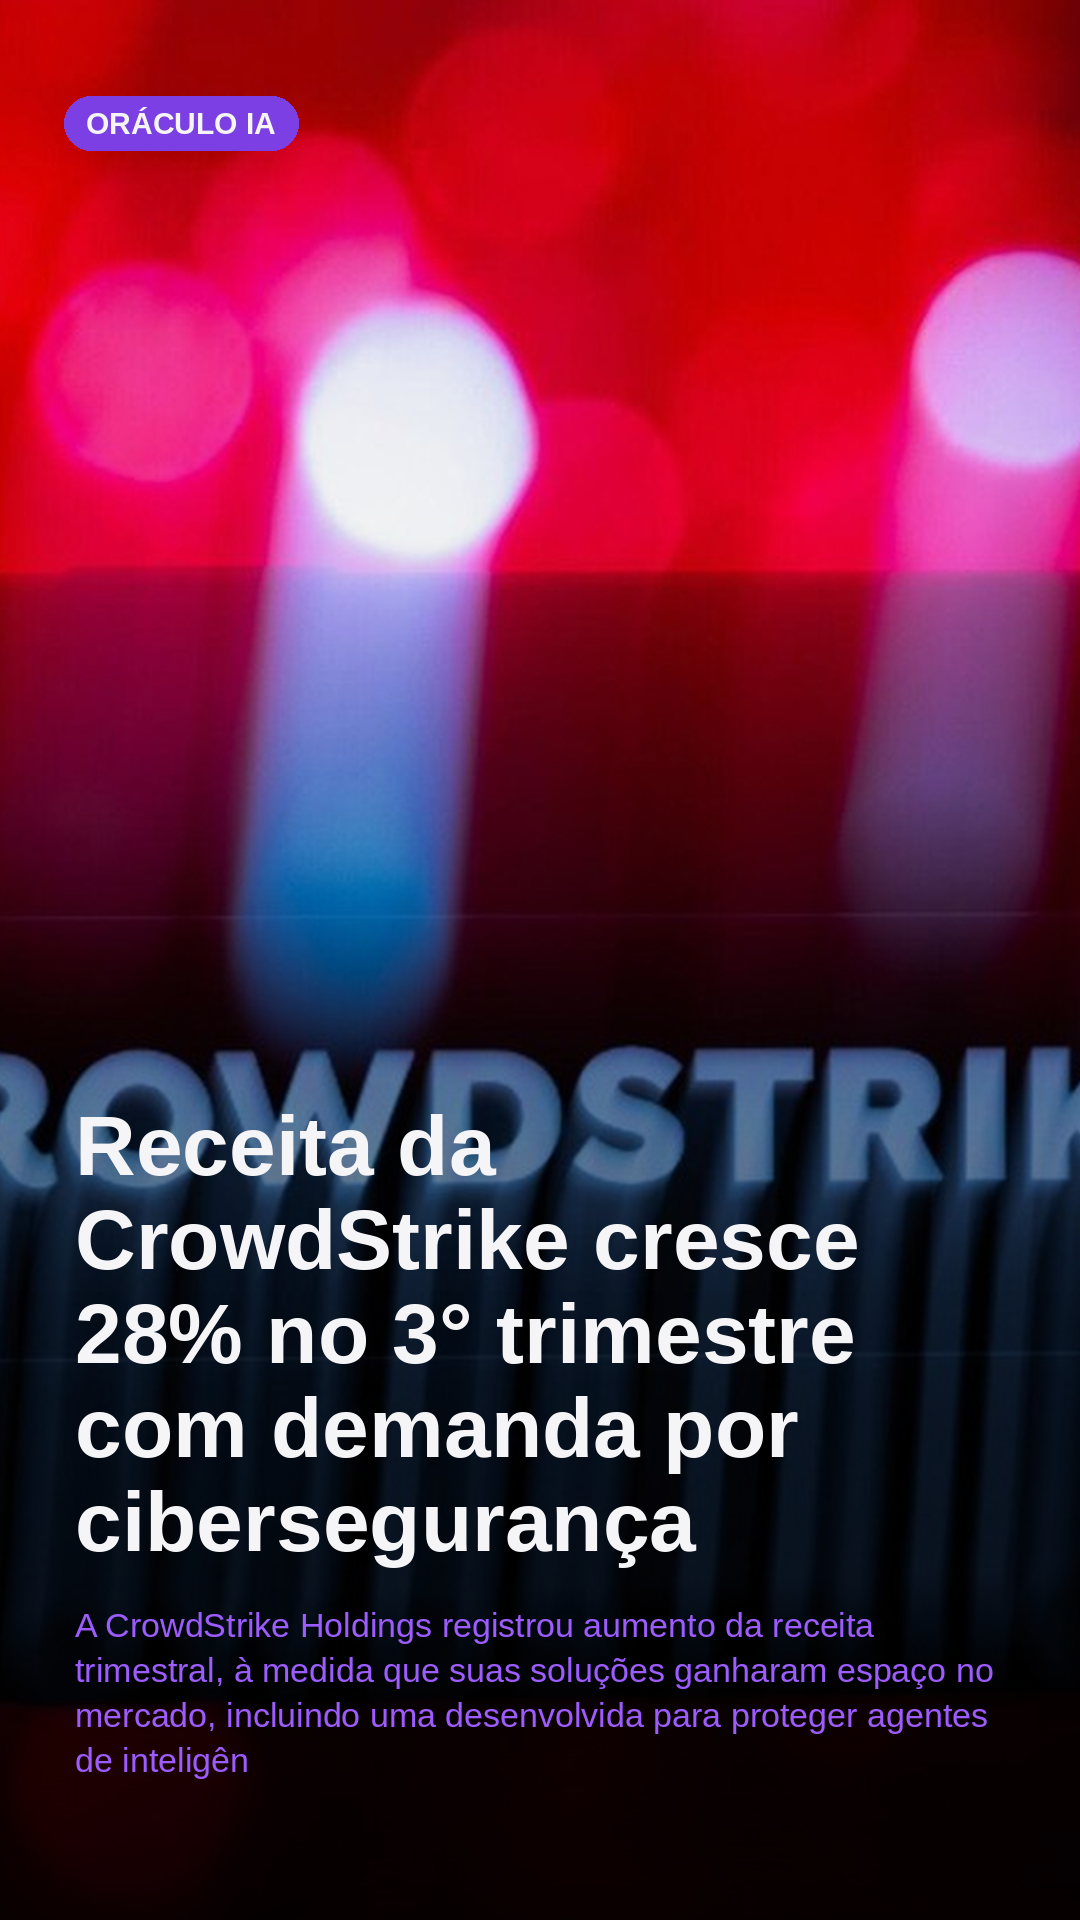 ORÁCULO IA
ROWDSTRIK
Receita da
CrowdStrike cresce
28% no 3° trimestre
com demanda por
cibersegurança
A CrowdStrike Holdings registrou aumento da receita
trimestral, à medida que suas soluções ganharam espaço no
mercado, incluindo uma desenvolvida para proteger agentes
de inteligên